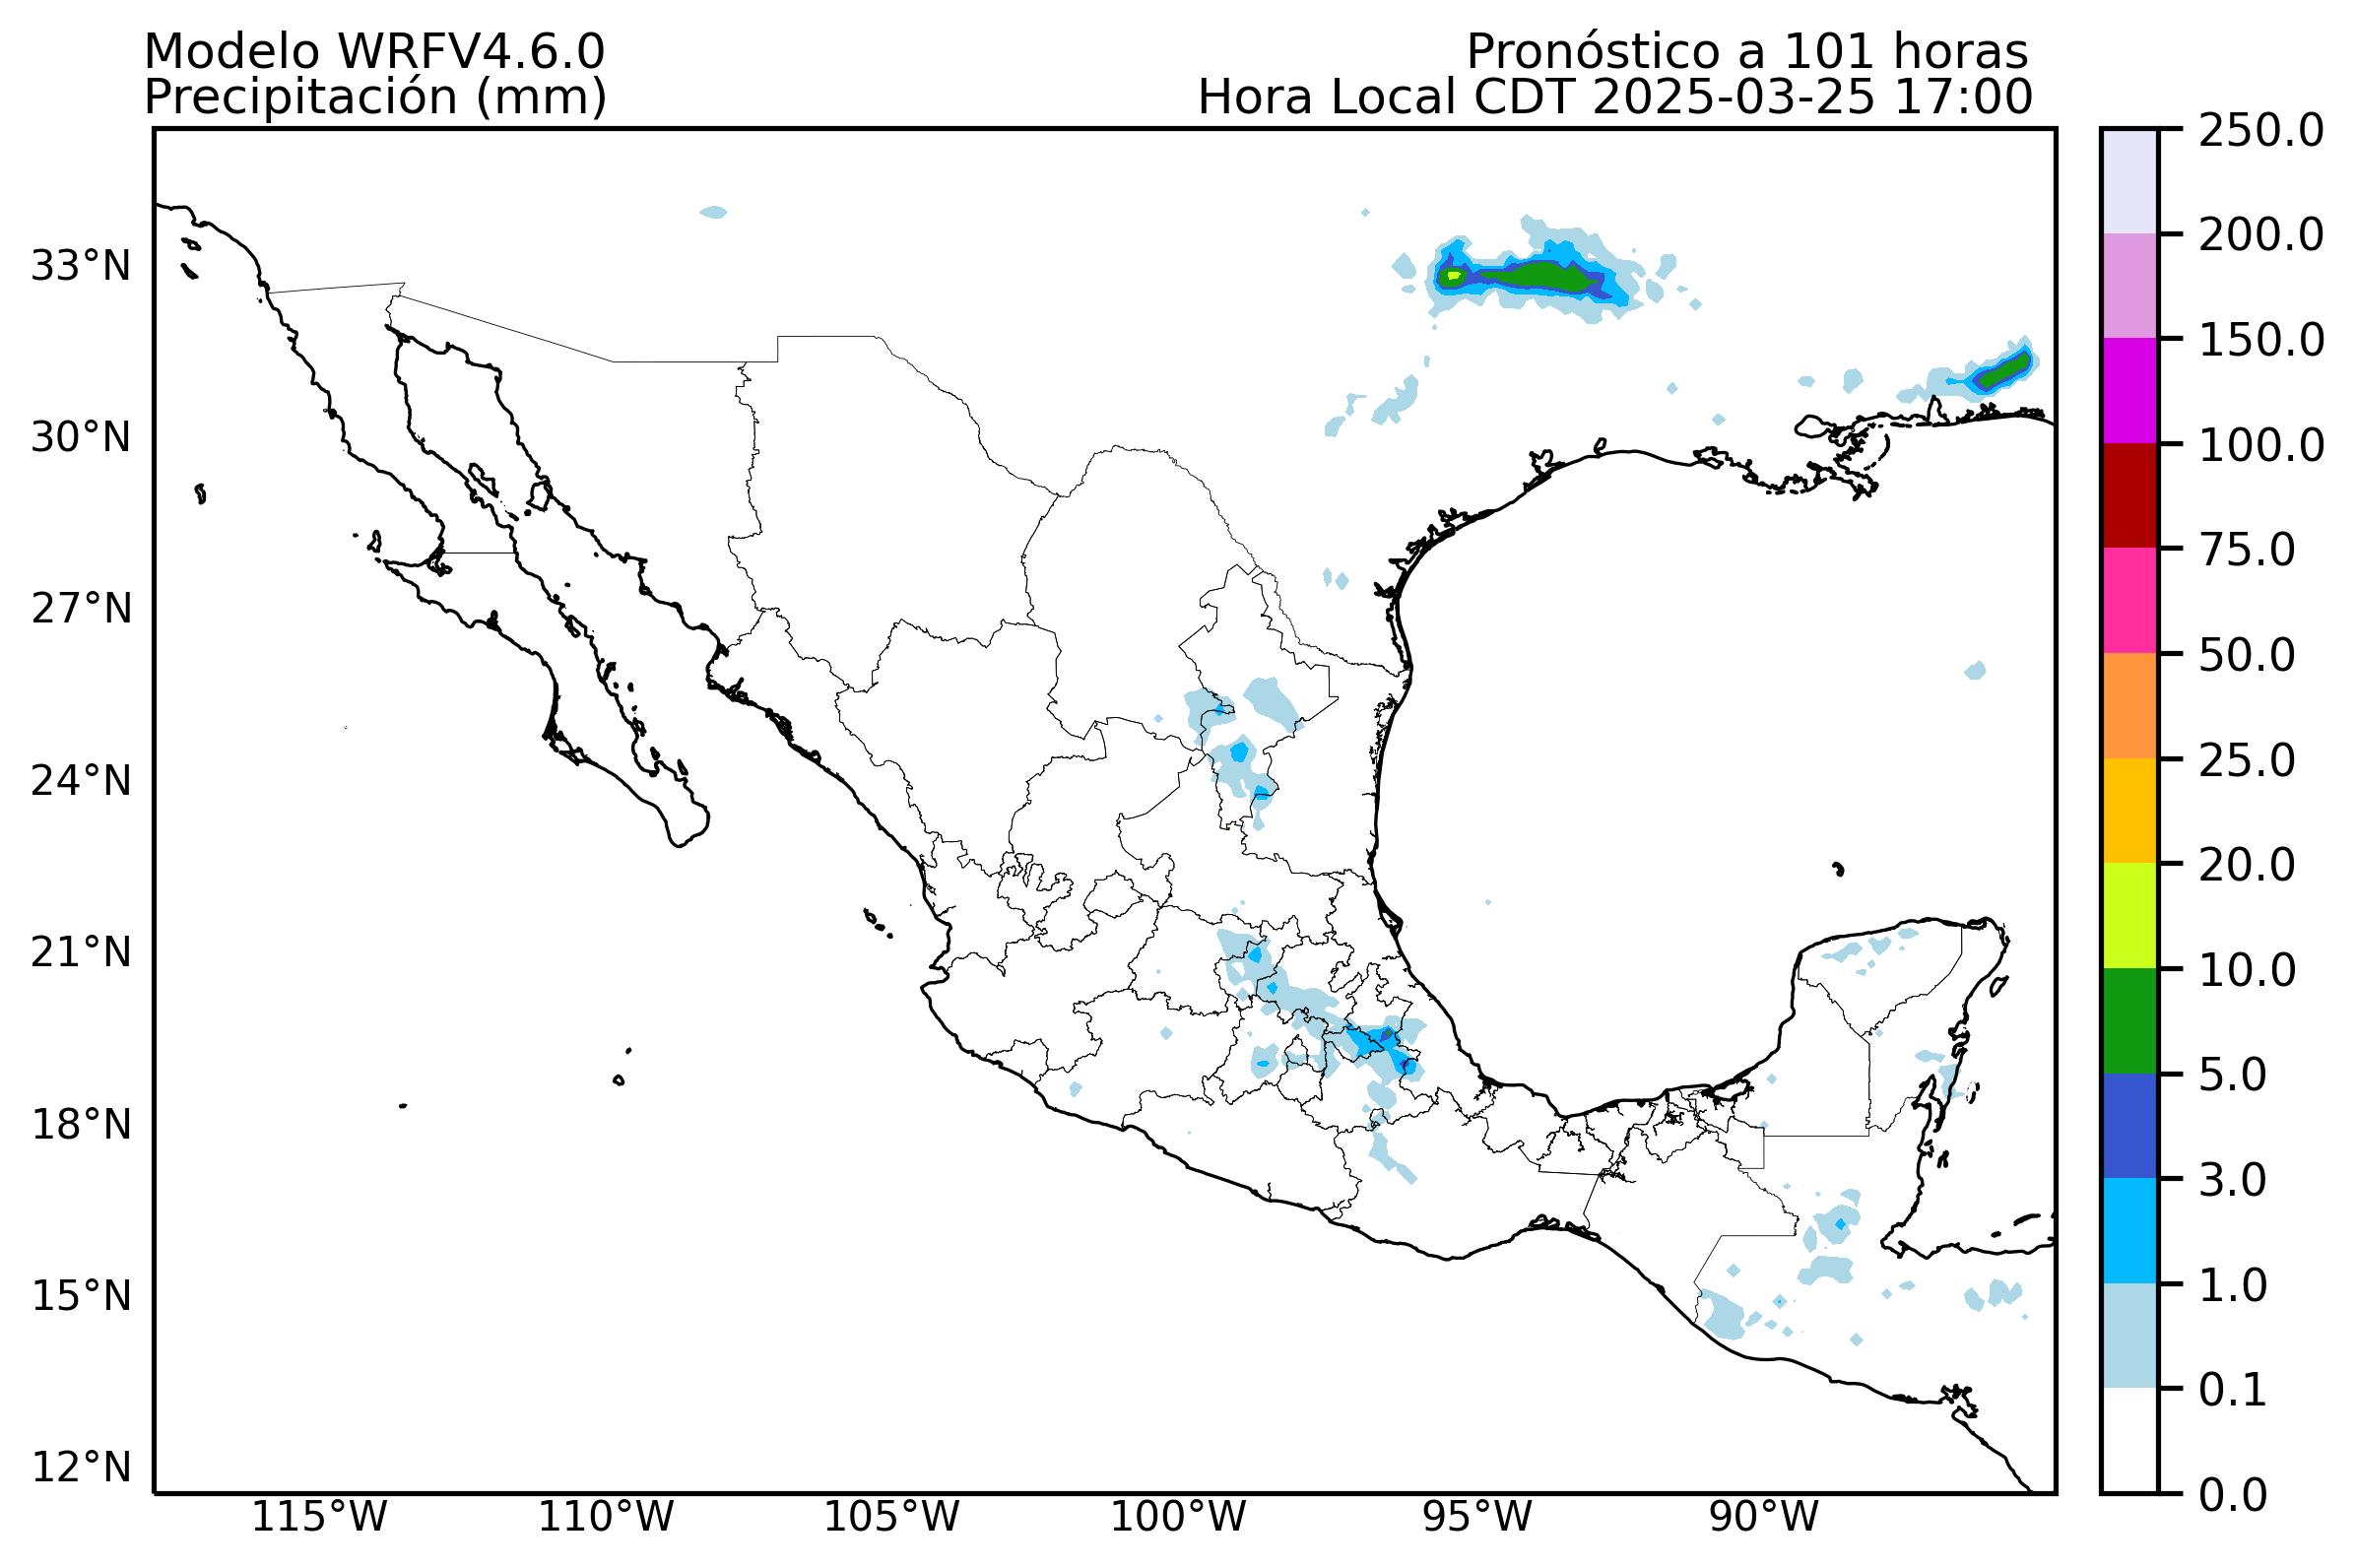 Modelo WRFV4.6.0
Pronóstico a 101 horas
Precipitación (mm)
Hora Local CDT 2025-03-25 17:00
33°N
30°N
27°N
24°N
21°N
18°N
15°N
12°N
115°W
110°W
105°W
100°W
95°W
90°W
250.0
200.0
150.0
100.0
75.0
50.0
25.0
20.0
10.0
5.0
3.0
1.0
0.1
0.0